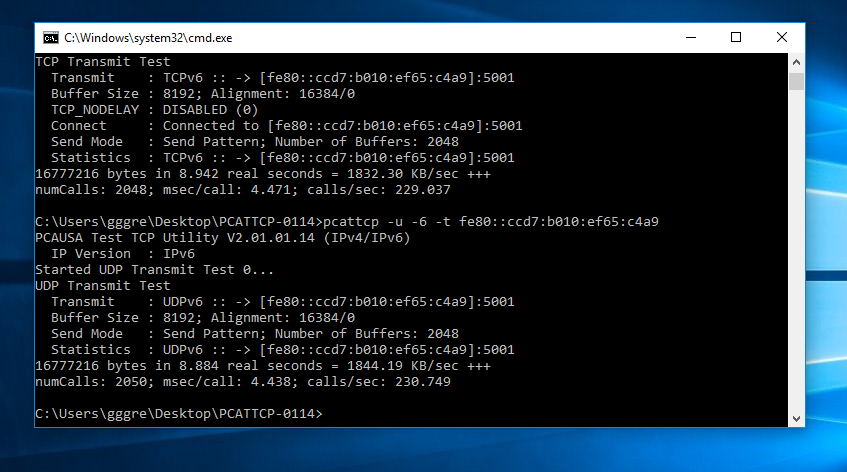 C:\Windows\system32\cmd.exe
TCP Transmit Test
  Transmit    : TCPv6 :: -> [fe80::ccd7:b010:ef65:c4a9]:5001
  Buffer Size : 8192; Alignment: 16384/0
  TCP_NODELAY : DISABLED (0)
  Connect     : Connected to [fe80::ccd7:b010:ef65:c4a9]:5001
  Send Mode   : Send Pattern; Number of Buffers: 2048
  Statistics  : TCPv6 :: -> [fe80::ccd7:b010:ef65:c4a9]:5001
16777216 bytes in 8.942 real seconds = 1832.30 KB/sec +++
numCalls: 2048; msec/call: 4.471; calls/sec: 229.037
C:\Users\gggre\Desktop\PCATTCP-0114>pcattcp -u -6 -t fe80::ccd7:b010:ef65:c4a9
PCAUSA Test TCP Utility V2.01.01.14 (IPv4/IPv6)
  IP Version  : IPv6
Started UDP Transmit Test 0...
UDP Transmit Test
  Transmit    : UDPv6 :: -> [fe80::ccd7:b010:ef65:c4a9]:5001
  Buffer Size : 8192; Alignment: 16384/0
  Send Mode   : Send Pattern; Number of Buffers: 2048
  Statistics  : UDPv6 :: -> [fe80::ccd7:b010:ef65:c4a9]:5001
16777216 bytes in 8.884 real seconds = 1844.19 KB/sec +++
numCalls: 2050; msec/call: 4.438; calls/sec: 230.749
C:\Users\gggre\Desktop\PCATTCP-0114>